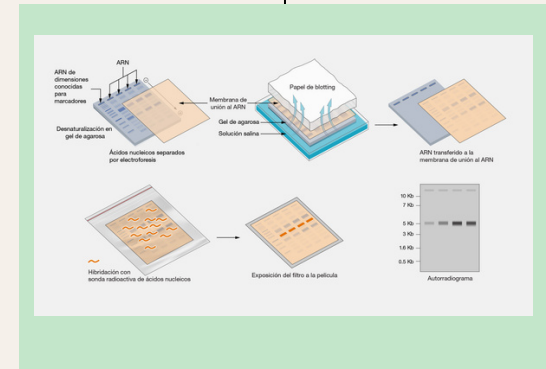 ARN
ARN de
dimensiones
conocidas
para
marcadores
Desnaturalización en
gel de agarosa
Ácidos nucleicos separados
por electroforesis
Membrana de
unión al ARN
Gel de agarosa
Solución salina
Papel de blotting
ARN transferido a la
membrana de unión al ARN
Hibridación con
sonda radioactiva de ácidos nucleicos
Exposición del filtro a la película
10 Kb
7 Kb
5 Kb
3 Kb
1.6 Kb
0.5 Kb
Autorradiograma